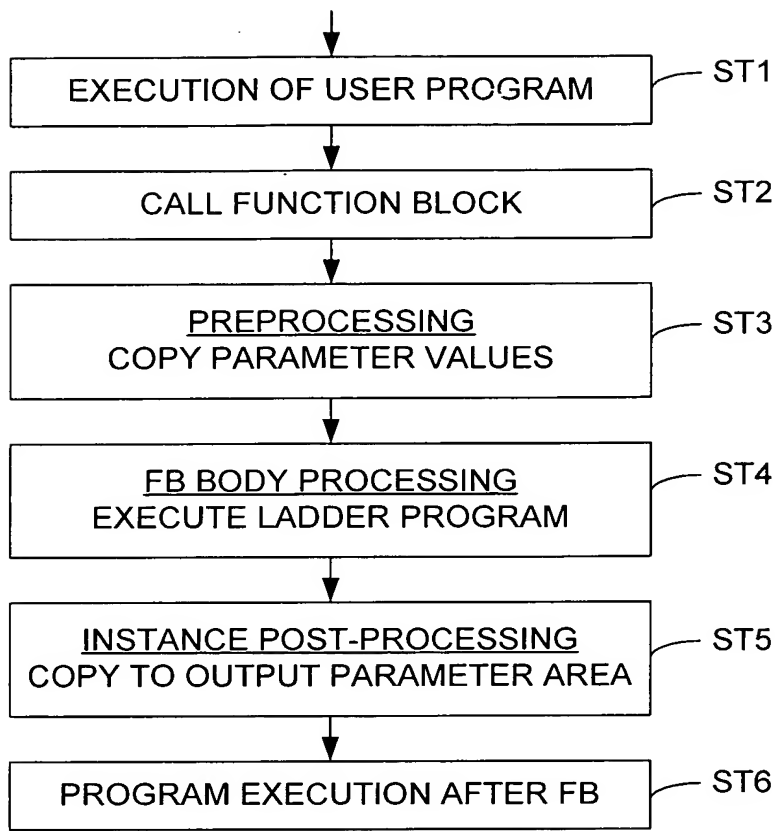 EXECUTION OF USER PROGRAM
ST1
CALL FUNCTION BLOCK
ST2
PREPROCESSING
COPY PARAMETER VALUES
ST3
FB BODY PROCESSING
EXECUTE LADDER PROGRAM
ST4
INSTANCE POST-PROCESSING
COPY TO OUTPUT PARAMETER AREA
ST5
PROGRAM EXECUTION AFTER FB
ST6